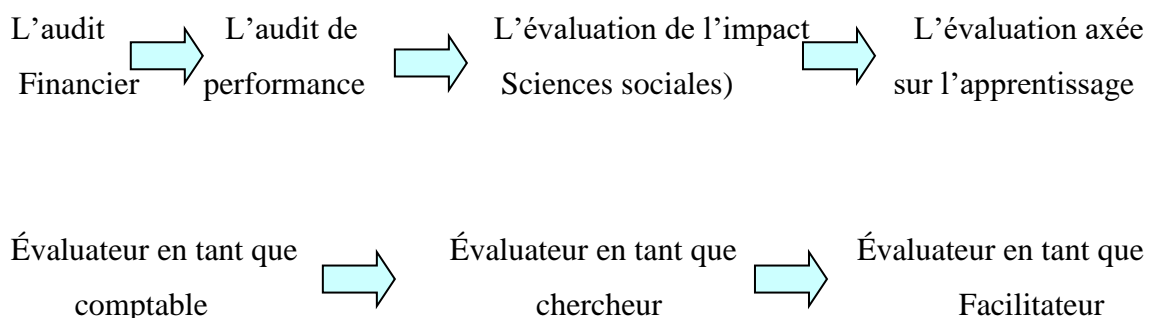 L’audit L’audit de L’évaluation de l’impact L’évaluation axée
Financier performance Sciences sociales) sur l’apprentissage
Évaluateur en tant que Évaluateur en tant que Évaluateur en tant que
comptable chercheur Facilitateur